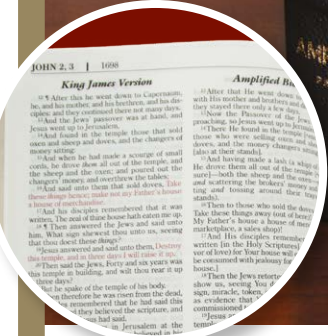 JOHN 2, 3 | 1698
King James Version
12 ¶ After this he went down to Capernaum,
he, and his mother, and his brethren, and his dis-
ciples: and they continued there not many days.
13 And the Jews' passover was at hand, and
Jesus went up to Jerusalem,
14 And found in the temple those that sold
oxen and sheep and doves, and the changers of
money sitting:
15 And when he had made a scourge of small
cords, he drove them all out of the temple, and
the sheep, and the oxen; and poured out the
changers' money, and overthrew the tables;
16 And said unto them that sold doves, Take
these things hence; make not my Father's house
a house of merchandise.
17 And his disciples remembered that it was
written, The zeal of thine house hath eaten me up.
18 ¶ Then answered the Jews and said unto
him, What sign shewest thou unto us, seeing
that thou doest these things?
19 Jesus answered and said unto them, Destroy
this temple, and in three days I will raise it up.
20 Then said the Jews, Forty and six years was
this temple in building, and wilt thou rear it up
three days?
But he spake of the temple of his body.
therefore he was risen from the dead,
remembered that he had said this
they believed the scripture, and
had said.
in Jerusalem at the
Amplified
12 After that He went down
with His mother and brothers and
they stayed there only a few days.
13 Now the Passover of the Jews
proaching, so Jesus went up to Jerusalem
14 There He found in the temple
those who were selling oxen and
doves, and the money changers
[also at their stands].
15 And having made a lash (a whip) of
He drove them all out of the temple
sure]—both the sheep and the oxen
and scattering the brokers' money
ing and tossing around their
stands).
16 Then to those who sold the doves
Take these things away (out of here)
My Father's house a house of mer
marketplace, a sales shop)!
17 And His disciples remembered
written [in the Holy Scriptures]
vor of love) for Your house will
be consumed with jealousy for
house.]
18 Then the Jews retorted
show us, seeing You do
sign, miracle, token,
as evidence that
commissioned
19 Jesus
temple
AM